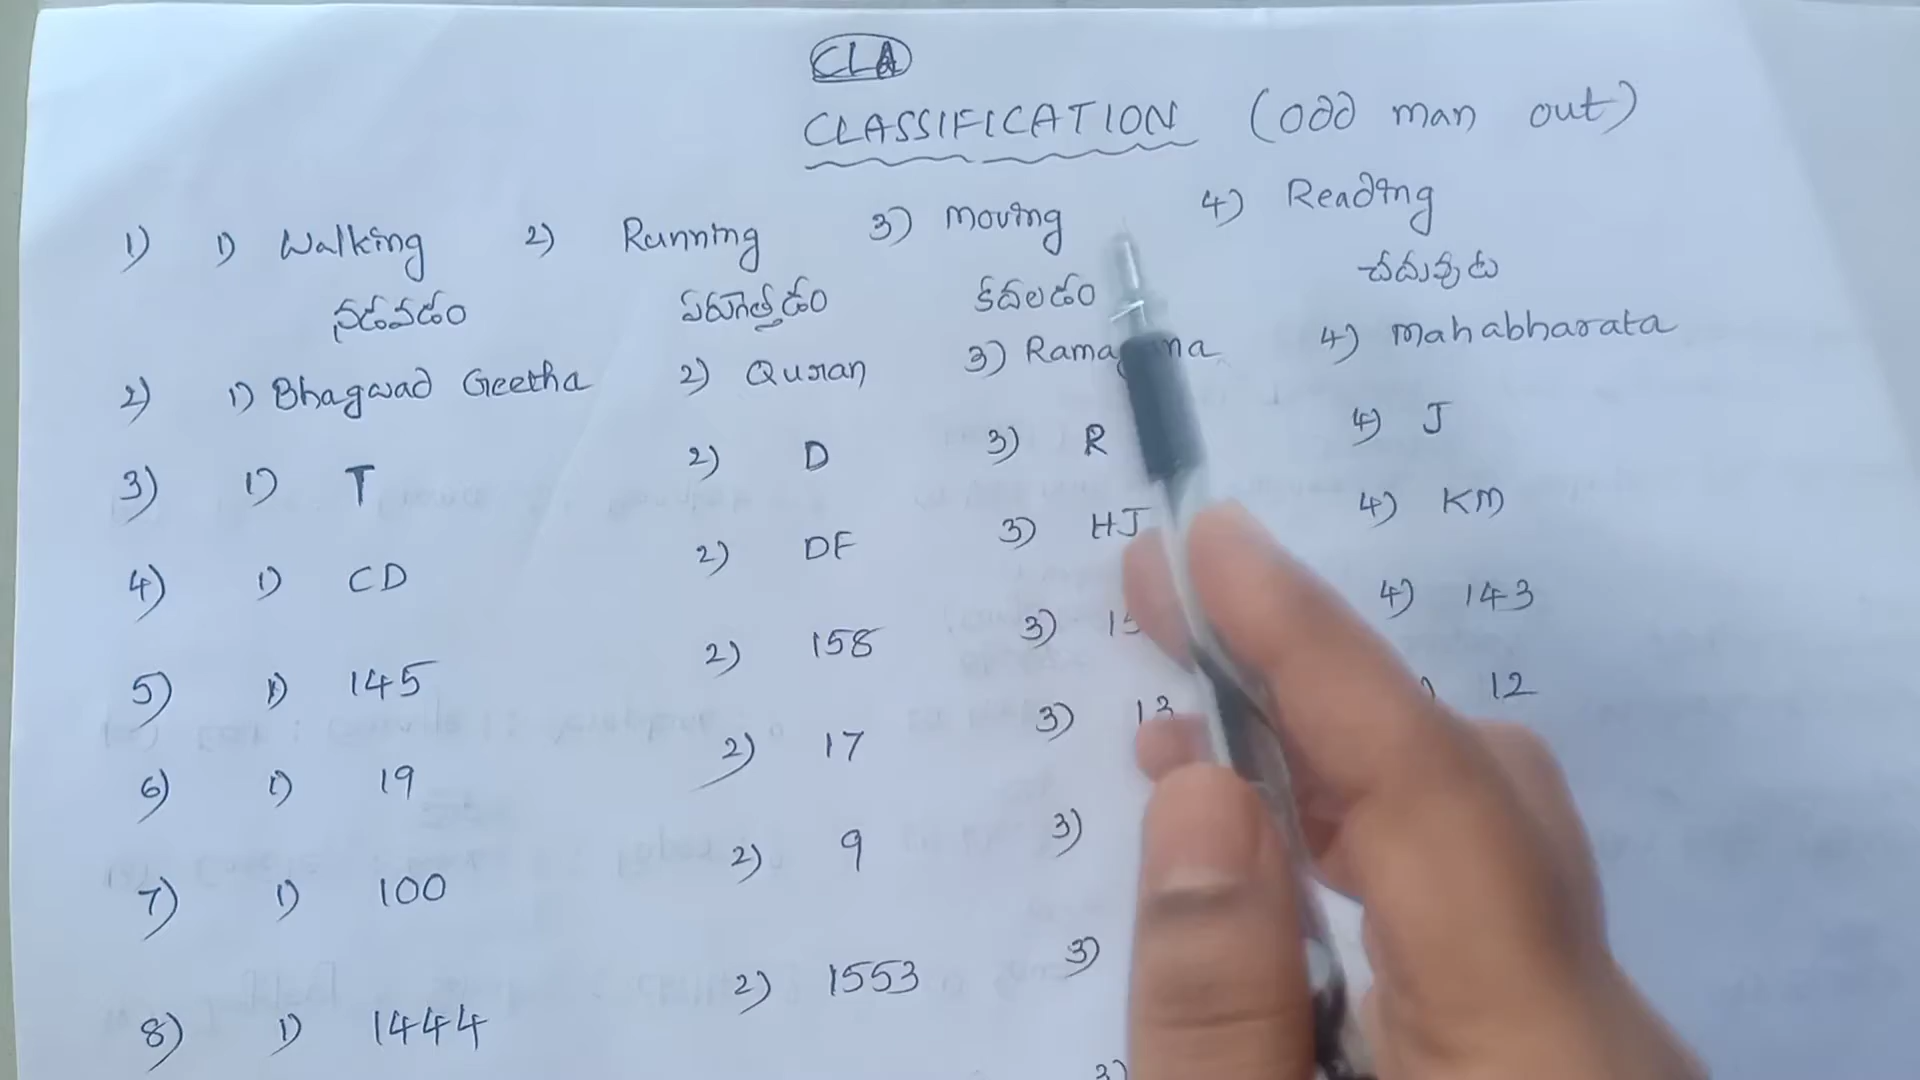 CLA
CLASSIFICATION (odd man out)
1) 1) Walking 2) Running 3) moving 4) Reading
నడవడం పరుగెత్తడం కదలడం చదువుట
2) 1) Bhagwad Geetha 2) Quran 3) 4) mahabharata
3) 1) T 2) D 3) R 4) J
4) 1) CD 2) DF 3) HJ 4) KM
5) 1) 145 2) 158 3) 4) 143
6) 1) 19 2) 17 3) 13 12
7) 1) 100 2) 9 3)
8) 1) 1444 2) 1553 3)
3)